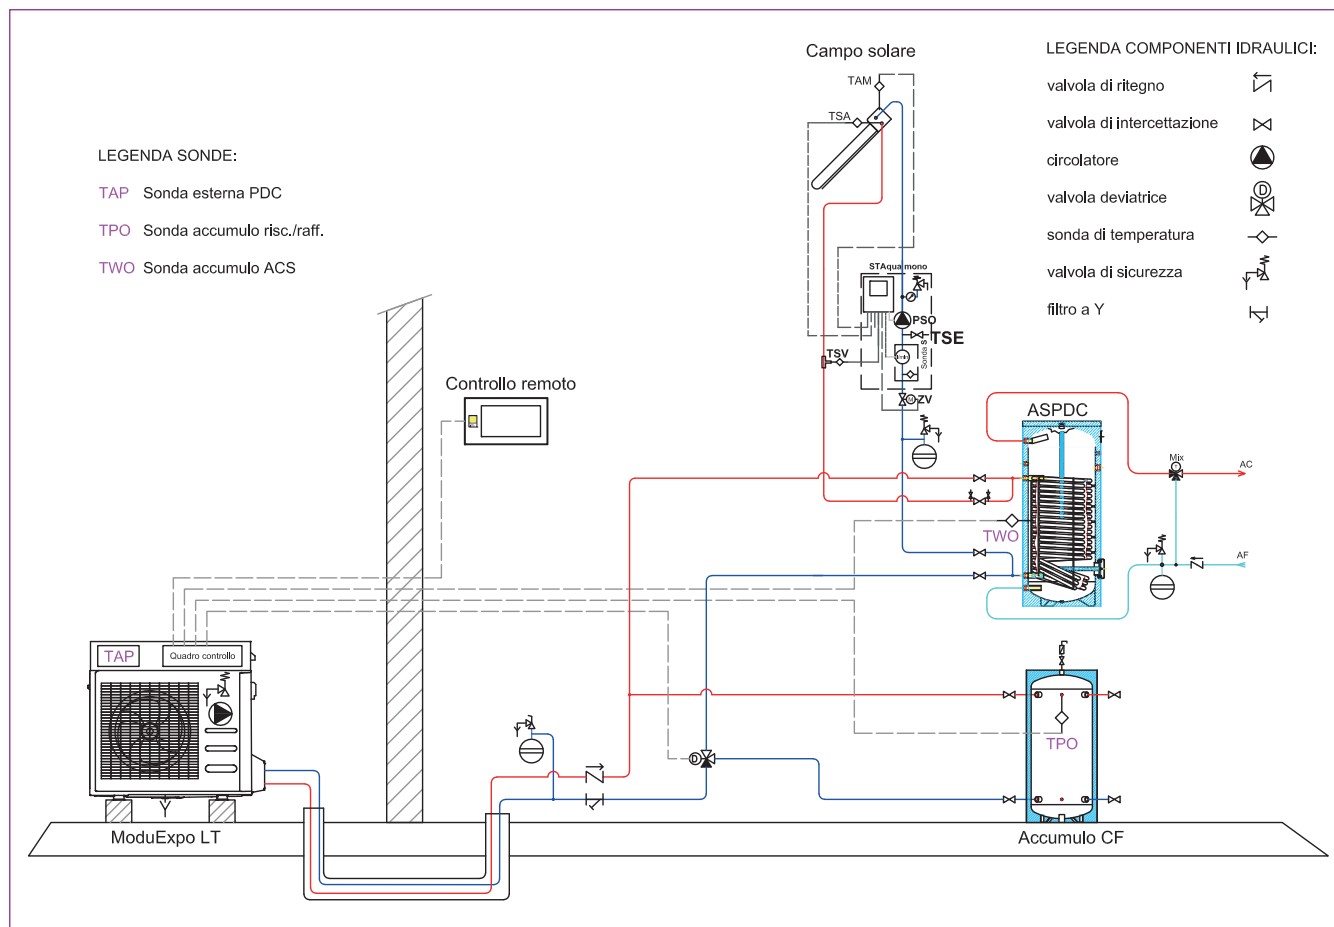 Campo solare
TAM
TSA
STAquamono
PSO
TSE
Sonda S
l/min
TSV
M
ZV
LEGENDA COMPONENTI IDRAULICI:
valvola di ritegno
valvola di intercettazione
circolatore
valvola deviatrice
D
sonda di temperatura
valvola di sicurezza
filtro a Y
LEGENDA SONDE:
TAP Sonda esterna PDC
TPO Sonda accumulo risc./raff.
TWO Sonda accumulo ACS
Controllo remoto
ASPDC
Mix
AC
AF
TWO
TAP
Quadro controllo
D
TPO
ModuExpo LT
Accumulo CF